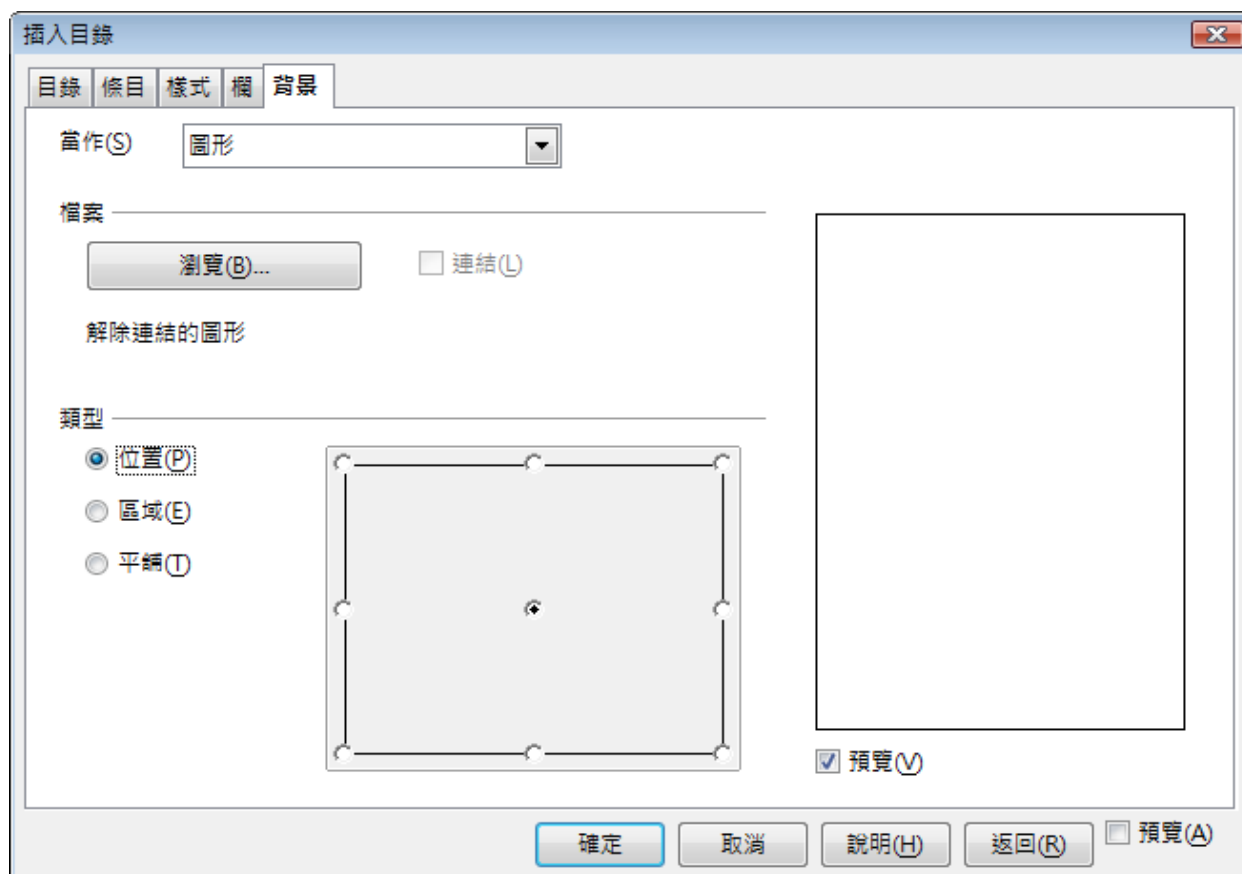 插入目錄
目錄 條目 樣式 欄 背景
當作(S) 圖形
檔案
瀏覽(B)... 連結(L)
解除連結的圖形
類型
位置(P)
區域(E)
平鋪(T)
預覽(V)
確定 取消 說明(H) 返回(R) 預覽(A)